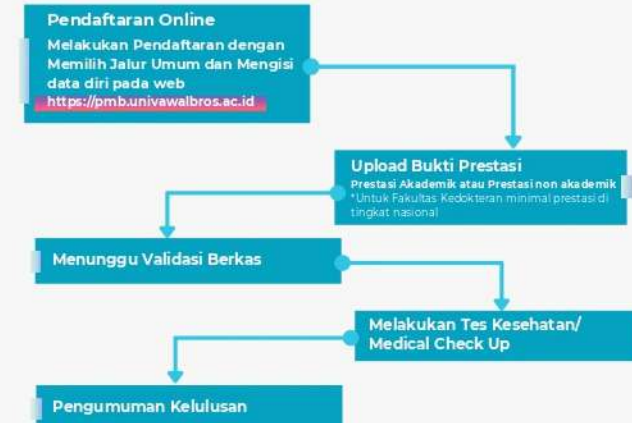 Pendaftaran Online
Melakukan Pendaftaran dengan
Memilih Jalur Umum dan Mengisi
data diri pada web
https://pmb.univawalbros.ac.id
Upload Bukti Prestasi
Prestasi Akademik atau Prestasi non akademik
*Untuk Fakultas Kedokteran minimal prestasi di
tingkat nasional
Menunggu Validasi Berkas
Melakukan Tes Kesehatan/
Medical Check Up
Pengumuman Kelulusan